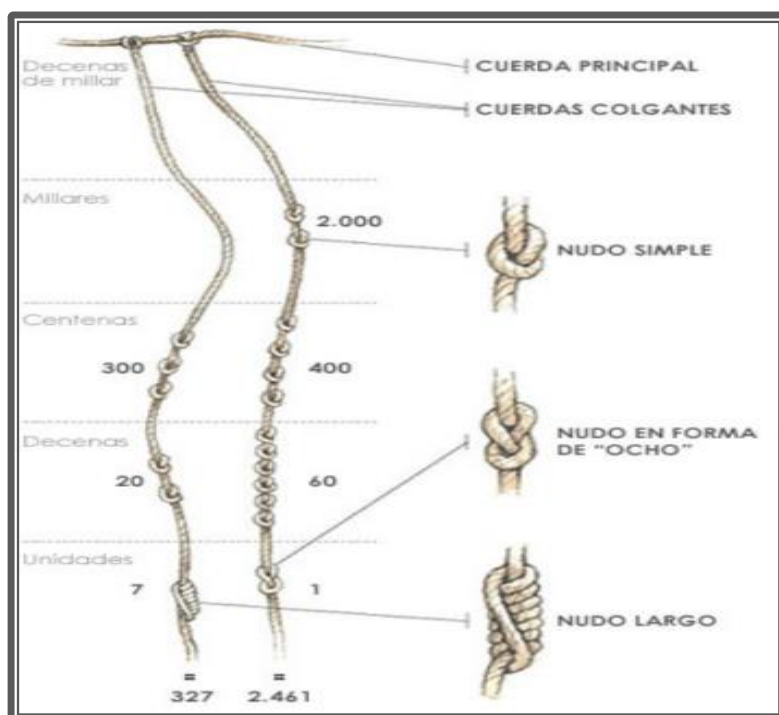 Decenas
de millar
CUERDA PRINCIPAL
CUERDAS COLGANTES
Millares
2.000
NUDO SIMPLE
Centenas
300
400
Decenas
20
60
NUDO EN FORMA
DE "OCHO"
Unidades
7
1
NUDO LARGO
= =
327 2.461